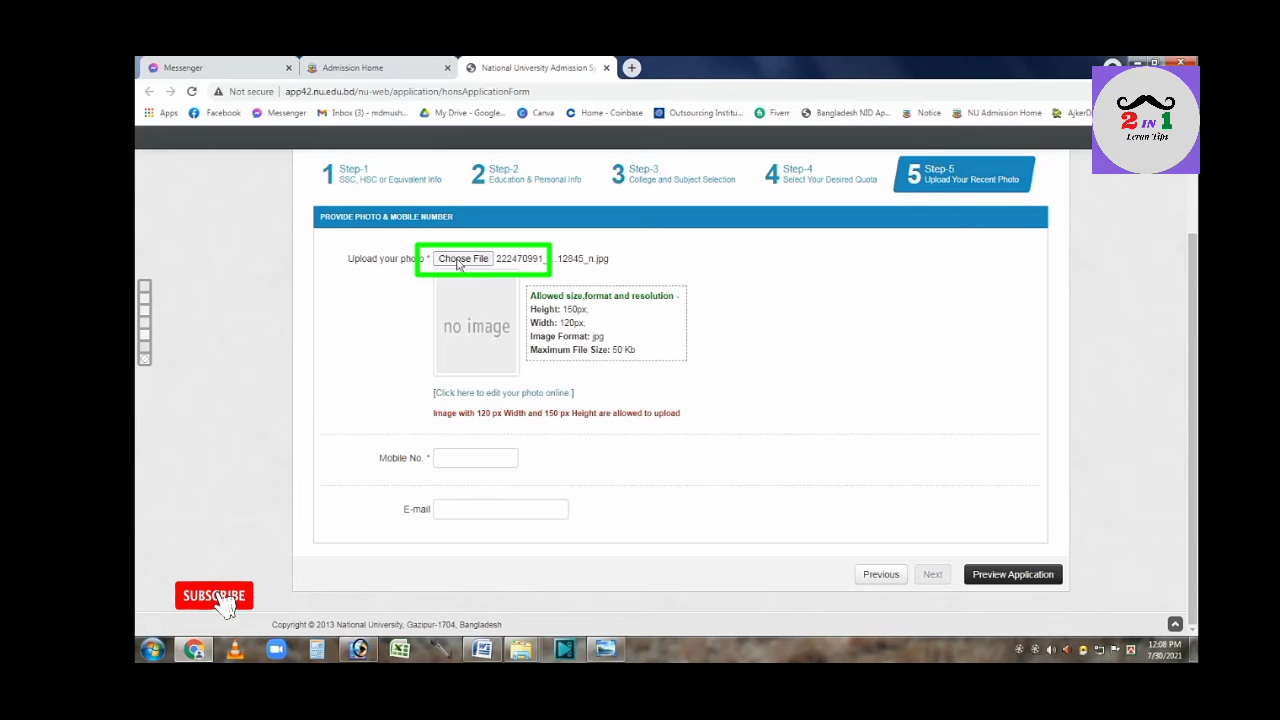 Messenger
Admission Home
National University Admission Sy
Not secure
app42.nu.edu.bd/nu-web/application/honsApplicationForm
Apps
Facebook
Messenger
Inbox (3) - mdmush...
My Drive - Google...
Canva
Home - Coinbase
Outsourcing Institu...
Fiverr
Bangladesh NID Ap...
Notice
NU Admission Home
AjkerD
2 IN 1
Lerun Tips
1 Step-1
SSC, HSC or Equivalent Info
2 Step-2
Education & Personal Info
3 Step-3
College and Subject Selection
4 Step-4
Select Your Desired Quota
5 Step-5
Upload Your Recent Photo
PROVIDE PHOTO & MOBILE NUMBER
Upload your photo * Choose File 222470991_... 12845_n.jpg
no image
Allowed size,format and resolution -
Height: 150px;
Width: 120px;
Image Format: jpg
Maximum File Size: 50 Kb
[Click here to edit your photo online.]
Image with 120 px Width and 150 px Height are allowed to upload
Mobile No. *
E-mail
Previous
Next
Preview Application
SUBSCRIBE
Copyright © 2013 National University, Gazipur-1704, Bangladesh
12:08 PM
7/30/2021